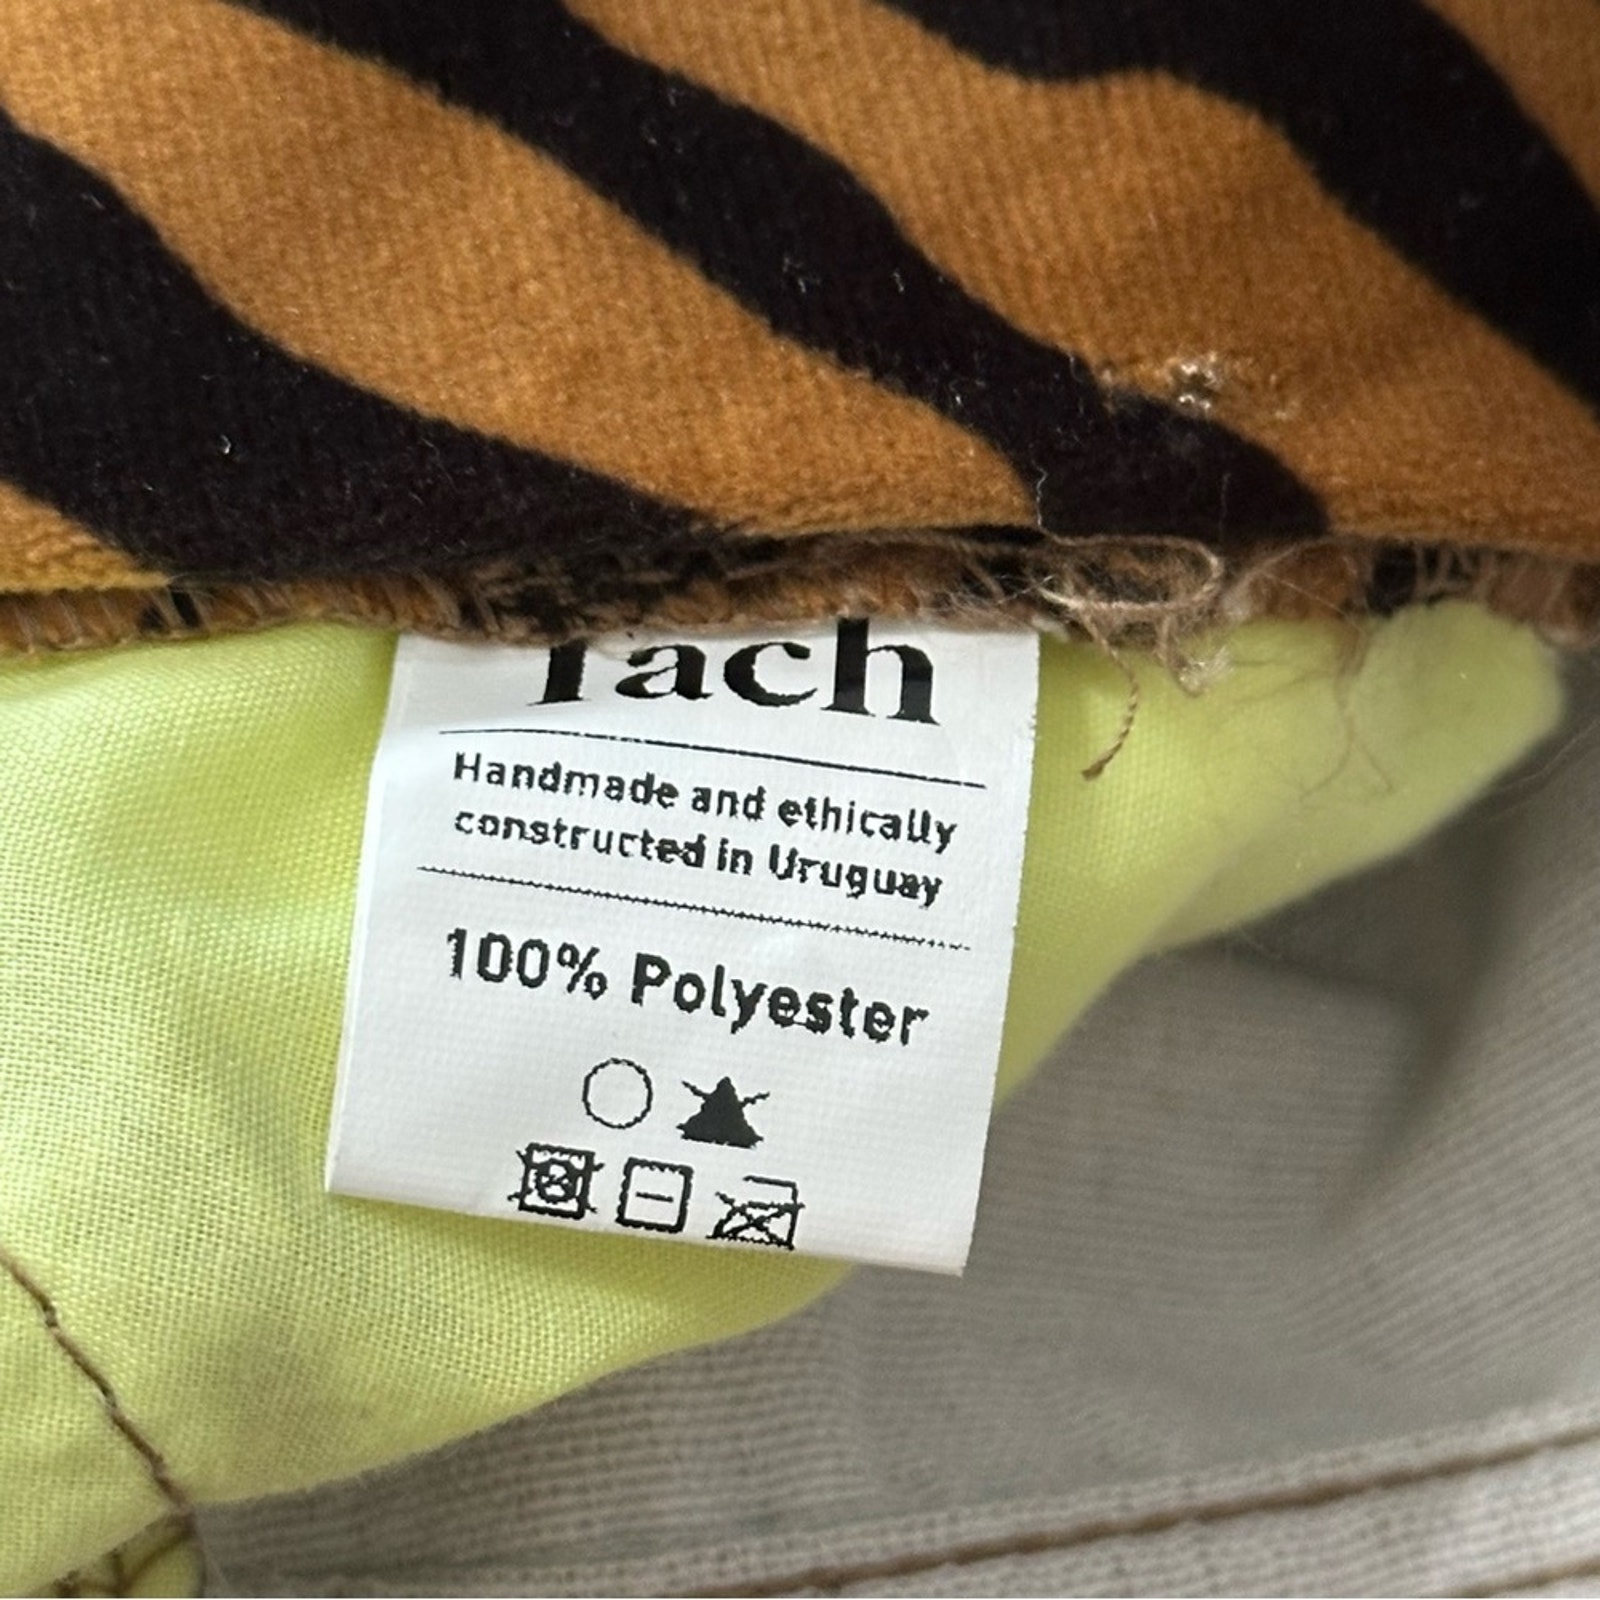 Tach
Handmade and ethically
constructed in Uruguay
100% Polyester